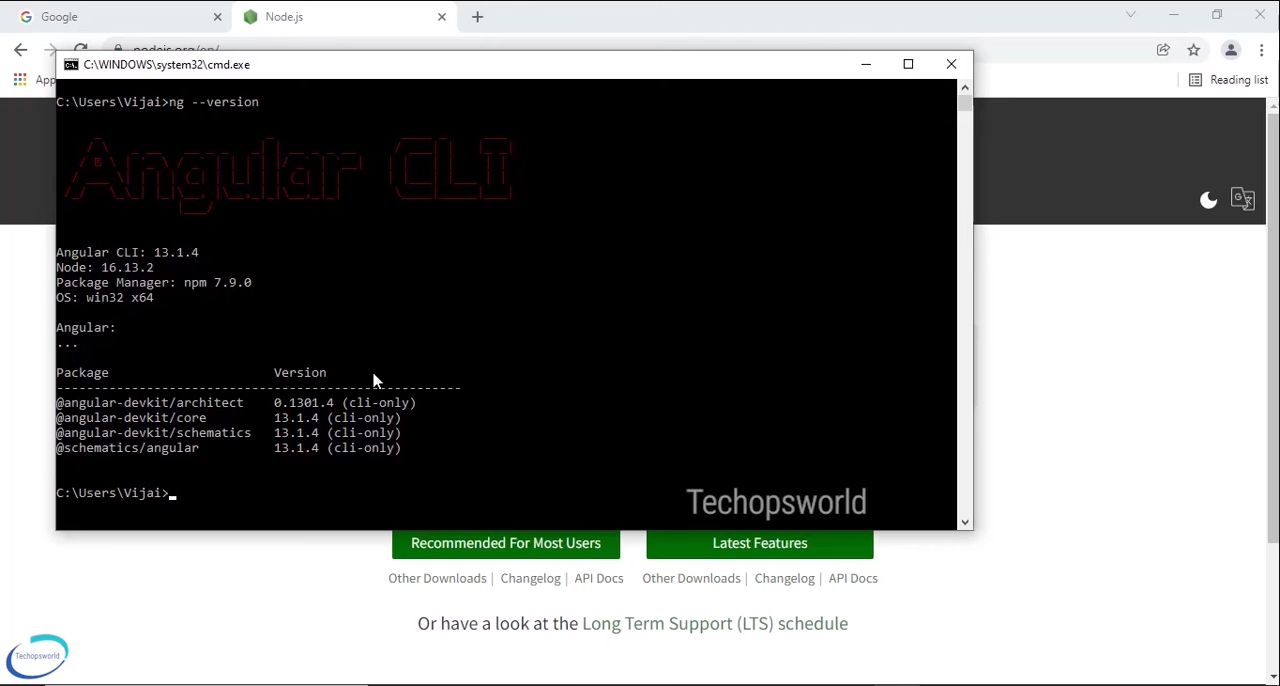 Google
Node.js
nodejs.org/en/
App
Reading list
C:\WINDOWS\system32\cmd.exe
C:\Users\Vijai>ng --version
Angular CLI
Angular CLI: 13.1.4
Node: 16.13.2
Package Manager: npm 7.9.0
OS: win32 x64
Angular:
...
Package Version
------------------------------------------------------
@angular-devkit/architect 0.1301.4 (cli-only)
@angular-devkit/core 13.1.4 (cli-only)
@angular-devkit/schematics 13.1.4 (cli-only)
@schematics/angular 13.1.4 (cli-only)
C:\Users\Vijai>
Techopsworld
Recommended For Most Users Latest Features
Other Downloads | Changelog | API Docs Other Downloads | Changelog | API Docs
Or have a look at the Long Term Support (LTS) schedule
Techopsworld